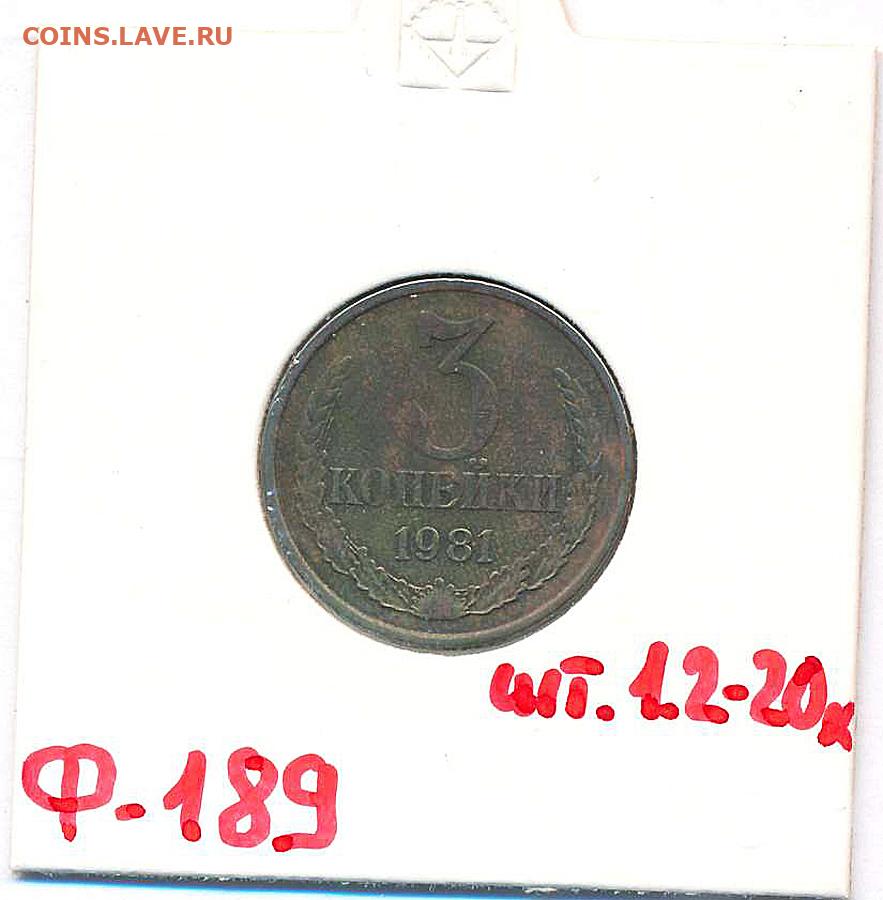 COINS.LAVE.RU
3
КОПЕЙКИ
1981
шт. 1.2-20к
Ф-189